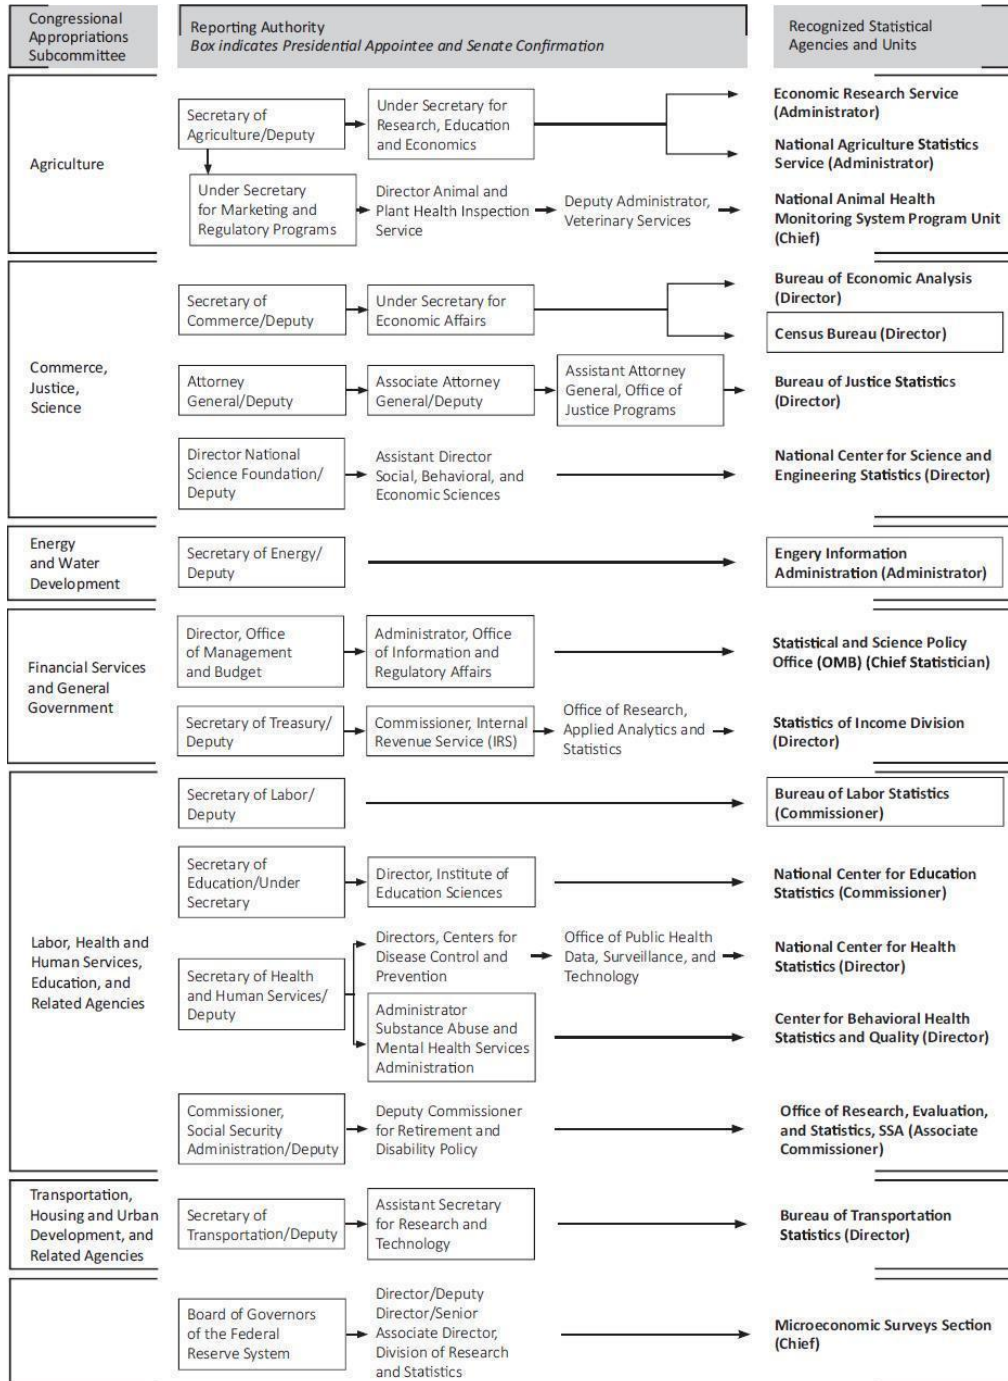 Congressional
Appropriations
Subcommittee
Reporting Authority
Box indicates Presidential Appointee and Senate Confirmation
Recognized Statistical
Agencies and Units
Agriculture
Secretary of
Agriculture/Deputy
Under Secretary for
Research, Education
and Economics
Economic Research Service
(Administrator)
National Agriculture Statistics
Service (Administrator)
Under Secretary
for Marketing and
Regulatory Programs
Director Animal and
Plant Health Inspection
Service
Deputy Administrator,
Veterinary Services
National Animal Health
Monitoring System Program Unit
(Chief)
Commerce,
Justice,
Science
Secretary of
Commerce/Deputy
Under Secretary for
Economic Affairs
Bureau of Economic Analysis
(Director)
Census Bureau (Director)
Attorney
General/Deputy
Associate Attorney
General/Deputy
Assistant Attorney
General, Office of
Justice Programs
Bureau of Justice Statistics
(Director)
Director National
Science Foundation/
Deputy
Assistant Director
Social, Behavioral, and
Economic Sciences
National Center for Science and
Engineering Statistics (Director)
Energy
and Water
Development
Secretary of Energy/
Deputy
Engery Information
Administration (Administrator)
Financial Services
and General
Government
Director, Office
of Management
and Budget
Administrator, Office
of Information and
Regulatory Affairs
Statistical and Science Policy
Office (OMB) (Chief Statistician)
Secretary of Treasury/
Deputy
Commissioner, Internal
Revenue Service (IRS)
Office of Research,
Applied Analytics and
Statistics
Statistics of Income Division
(Director)
Labor, Health and
Human Services,
Education, and
Related Agencies
Secretary of Labor/
Deputy
Bureau of Labor Statistics
(Commissioner)
Secretary of
Education/Under
Secretary
Director, Institute of
Education Sciences
National Center for Education
Statistics (Commissioner)
Secretary of Health
and Human Services/
Deputy
Directors, Centers for
Disease Control and
Prevention
Office of Public Health
Data, Surveillance, and
Technology
National Center for Health
Statistics (Director)
Administrator
Substance Abuse and
Mental Health Services
Administration
Center for Behavioral Health
Statistics and Quality (Director)
Commissioner,
Social Security
Administration/Deputy
Deputy Commissioner
for Retirement and
Disability Policy
Office of Research, Evaluation,
and Statistics, SSA (Associate
Commissioner)
Transportation,
Housing and Urban
Development, and
Related Agencies
Secretary of
Transportation/Deputy
Assistant Secretary
for Research and
Technology
Bureau of Transportation
Statistics (Director)
Board of Governors
of the Federal
Reserve System
Director/Deputy
Director/Senior
Associate Director,
Division of Research
and Statistics
Microeconomic Surveys Section
(Chief)